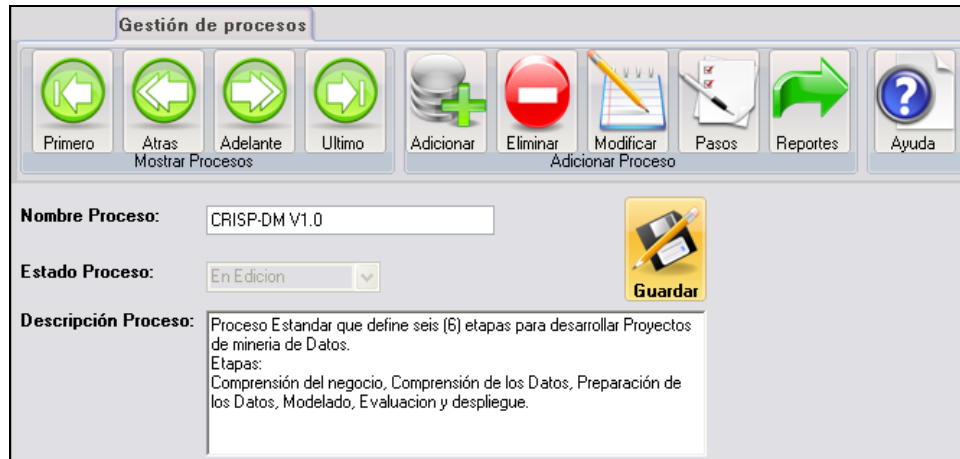 Gestión de procesos
Primero Atras Adelante Ultimo Adicionar Eliminar Modificar Pasos Reportes Ayuda
Mostrar Procesos Adicionar Proceso
Nombre Proceso: CRISP-DM V1.0
Estado Proceso: En Edicion
Guardar
Descripción Proceso: Proceso Estandar que define seis (6) etapas para desarrollar Proyectos
de mineria de Datos.
Etapas:
Comprensión del negocio, Comprensión de los Datos, Preparación de
los Datos, Modelado, Evaluacion y despliegue.